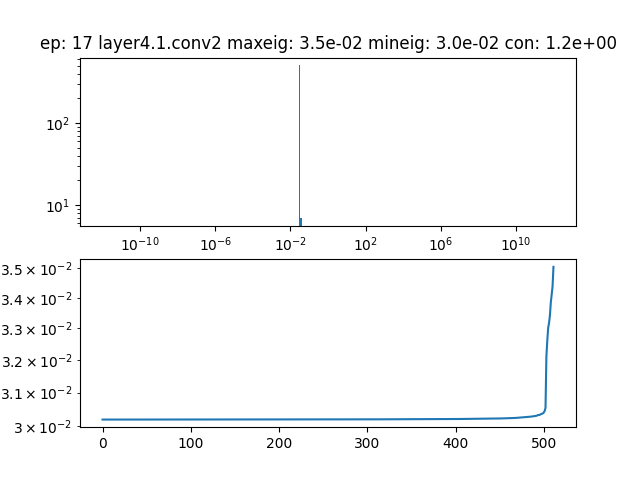 ep: 17 layer4.1.conv2 maxeig: 3.5e-02 mineig: 3.0e-02 con: 1.2e+00
10²
10¹
10⁻¹⁰ 10⁻⁶ 10⁻² 10² 10⁶ 10¹⁰
3.5 × 10⁻²
3.4 × 10⁻²
3.3 × 10⁻²
3.2 × 10⁻²
3.1 × 10⁻²
3 × 10⁻²
0 100 200 300 400 500